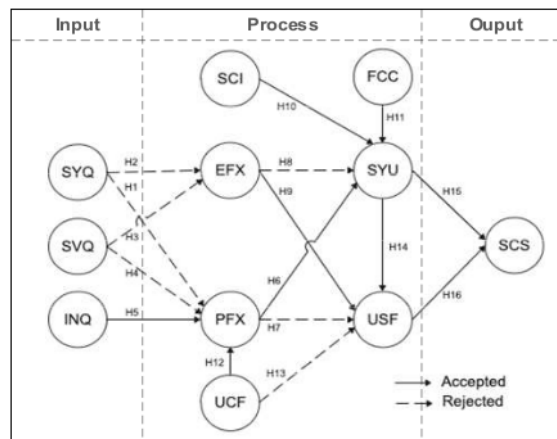 Input Process Ouput
SCI FCC
H10 H11
SYQ H2 EFX H8 SYU
H1 H9 H15
SVQ H3 H14 SCS
H4 H6 H16
INQ H5 PFX H7 USF
H12 H13
UCF
Accepted
Rejected